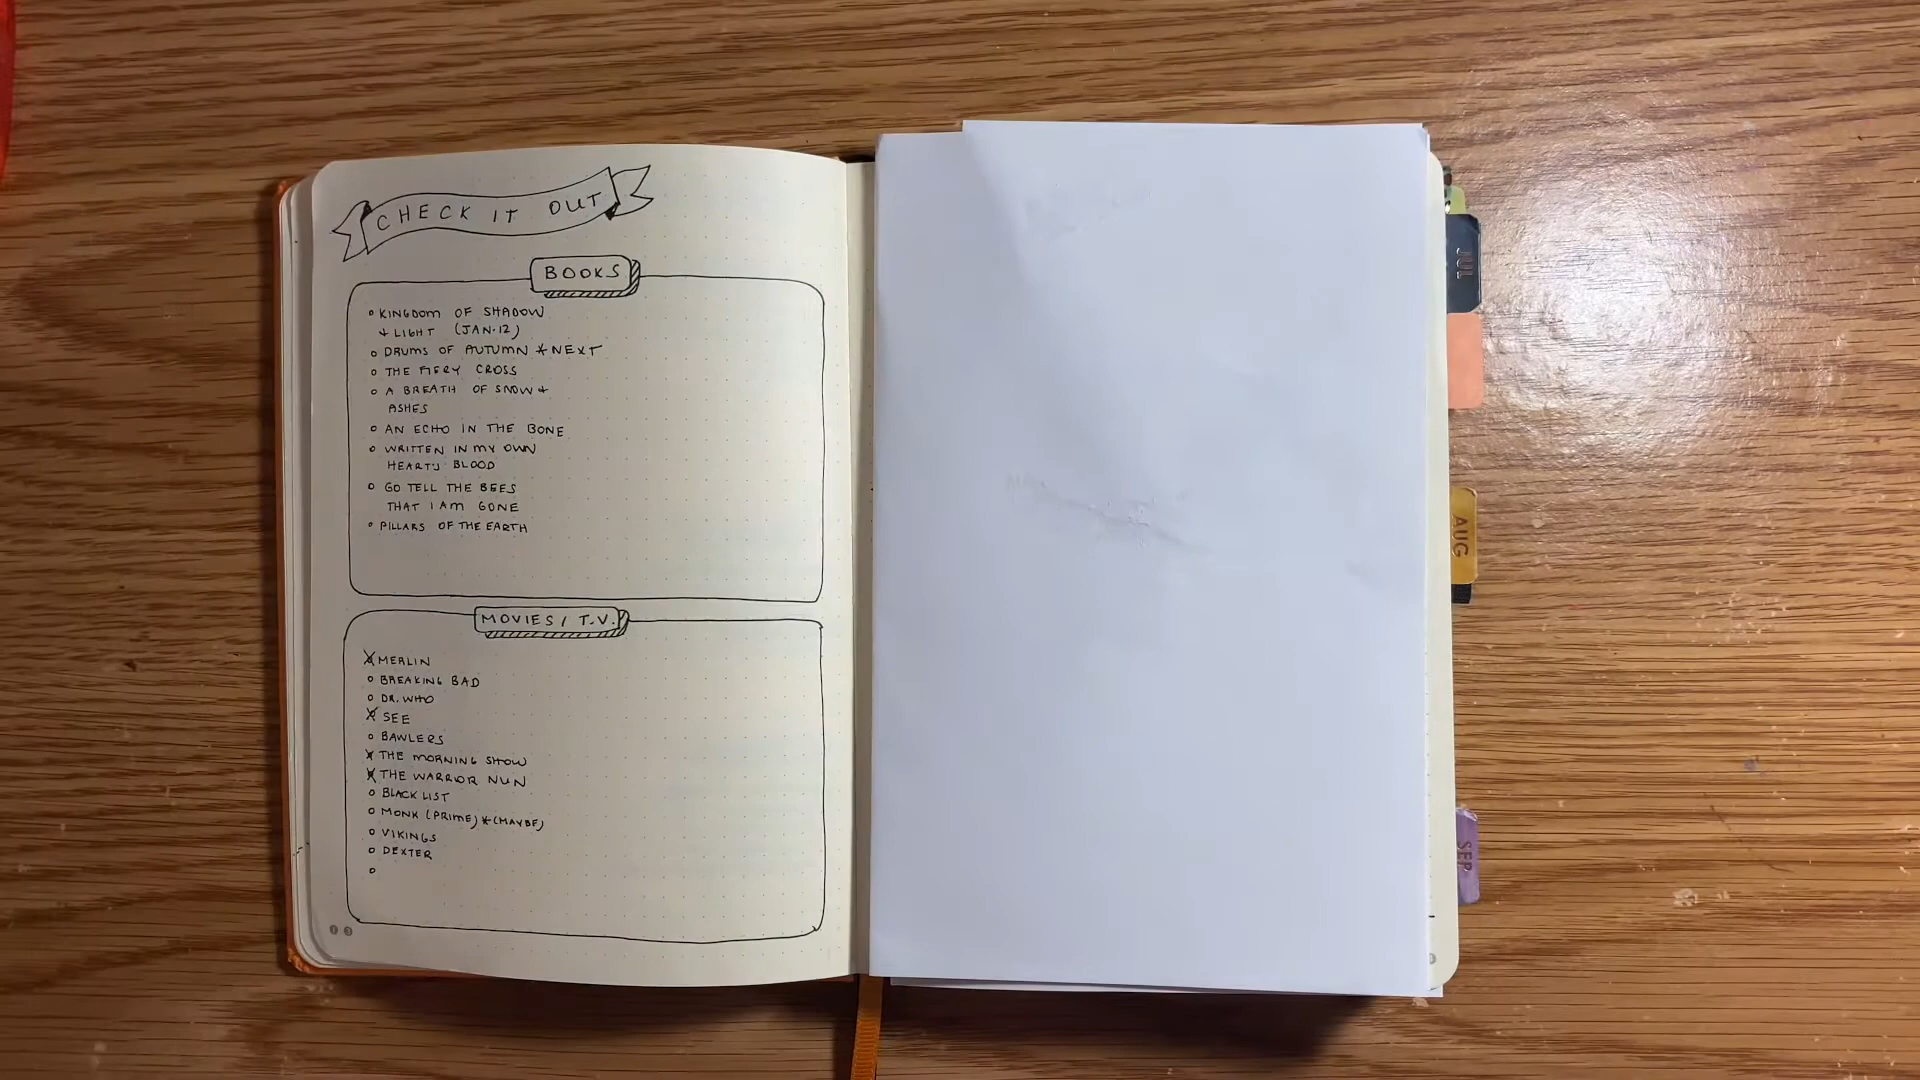 CHECK IT OUT
BOOKS
KINGDOM OF SHADOW
+ LIGHT (JAN.12)
DRUMS OF AUTUMN *NEXT
THE FIERY CROSS
A BREATH OF SNOW +
ASHES
AN ECHO IN THE BONE
WRITTEN IN MY OWN
HEART'S BLOOD
GO TELL THE BEES
THAT I AM GONE
PILLARS OF THE EARTH
MOVIES / T.V.
MERLIN
BREAKING BAD
DR. WHO
SEE
BAWLERS
THE MORNING SHOW
THE WARRIOR NUN
BLACKLIST
MONK (PRIME) *(MAYBE)
VIKINGS
DEXTER
JUL
AUG
SEP